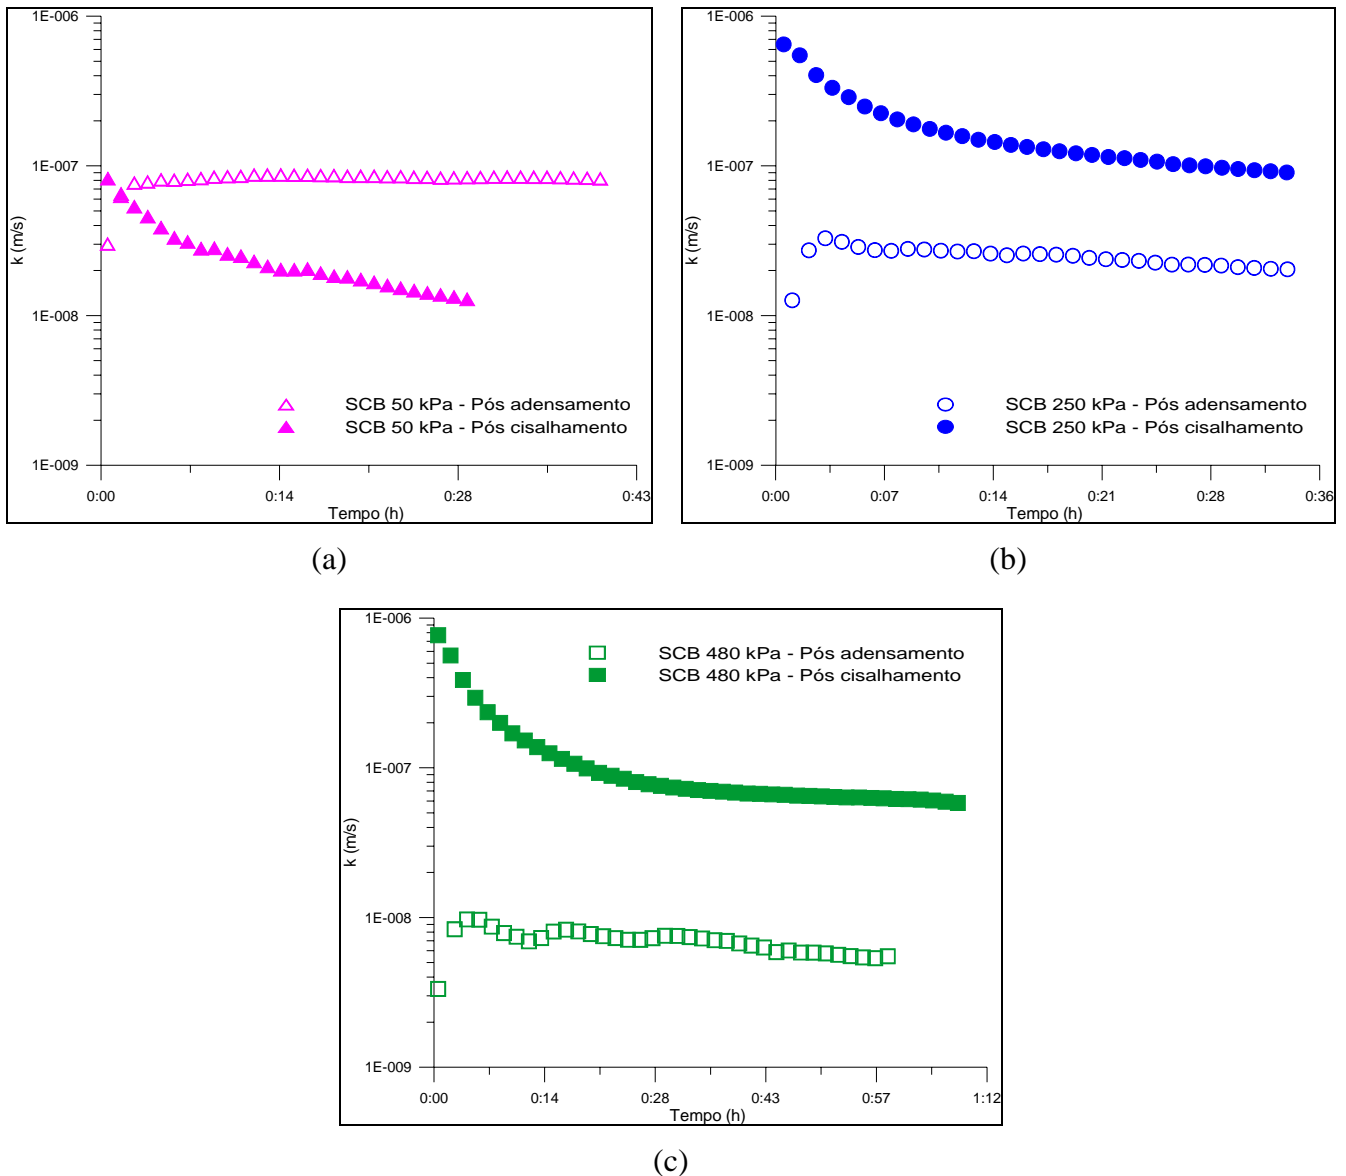 1E-006
1E-007
1E-008
1E-009
k (m/s)
SCB 50 kPa - Pós adensamento
SCB 50 kPa - Pós cisalhamento
0:00 0:14 0:28 0:43
Tempo (h)
(a)
1E-006
1E-007
1E-008
1E-009
k (m/s)
SCB 250 kPa - Pós adensamento
SCB 250 kPa - Pós cisalhamento
0:00 0:07 0:14 0:21 0:28 0:36
Tempo (h)
(b)
1E-006
1E-007
1E-008
1E-009
k (m/s)
SCB 480 kPa - Pós adensamento
SCB 480 kPa - Pós cisalhamento
0:00 0:14 0:28 0:43 0:57 1:12
Tempo (h)
(c)